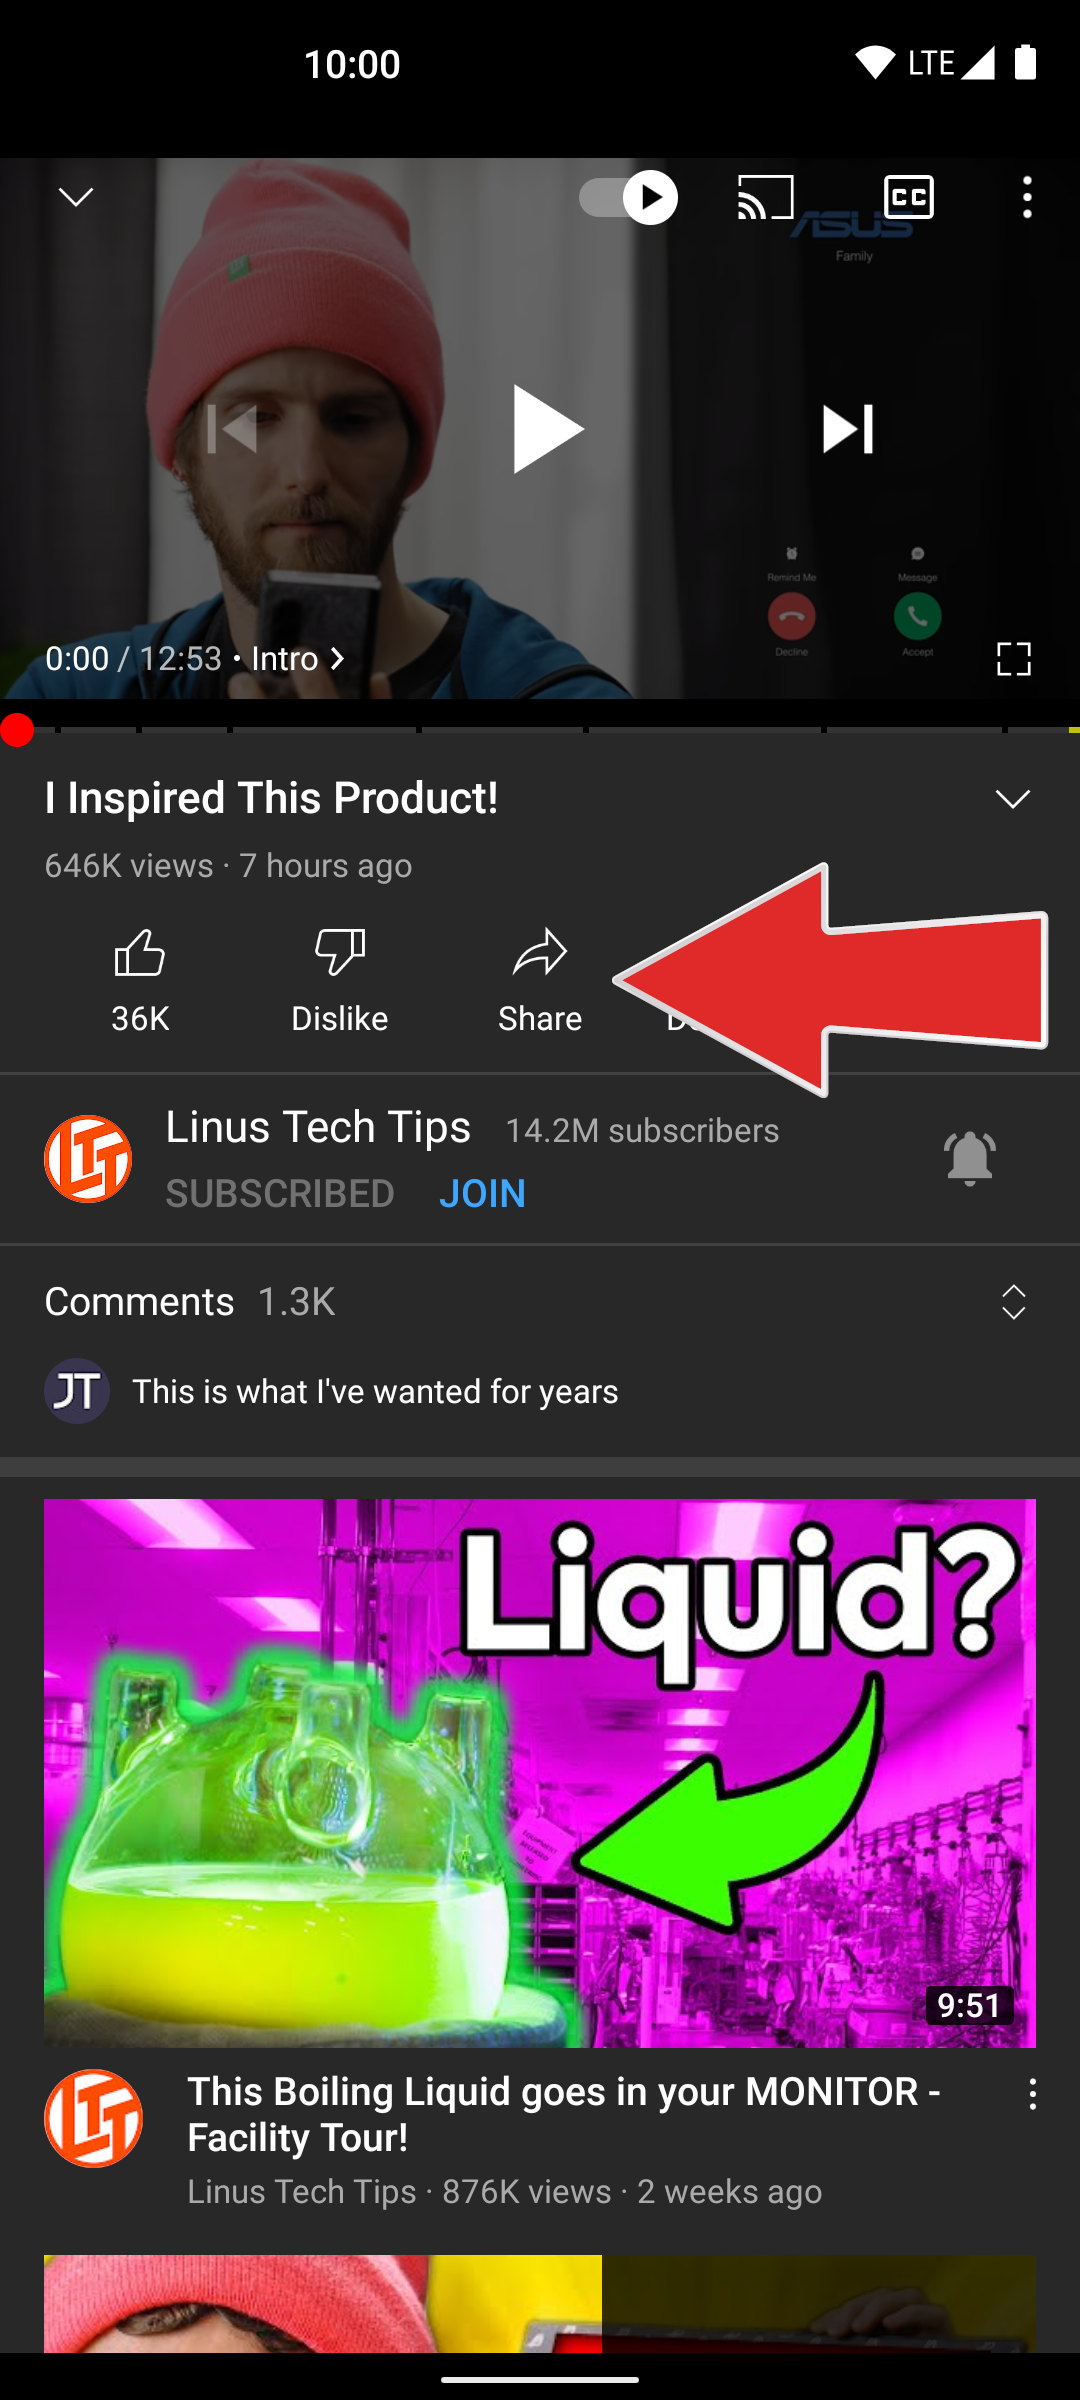 10:00 LTE
CC
ASUS
Family
Remind Me Message
Decline Accept
0:00 / 12:53 • Intro
I Inspired This Product!
646K views · 7 hours ago
36K Dislike Share
LTT
Linus Tech Tips 14.2M subscribers
SUBSCRIBED JOIN
Comments 1.3K
JT This is what I've wanted for years
Liquid?
9:51
LTT
This Boiling Liquid goes in your MONITOR -
Facility Tour!
Linus Tech Tips · 876K views · 2 weeks ago